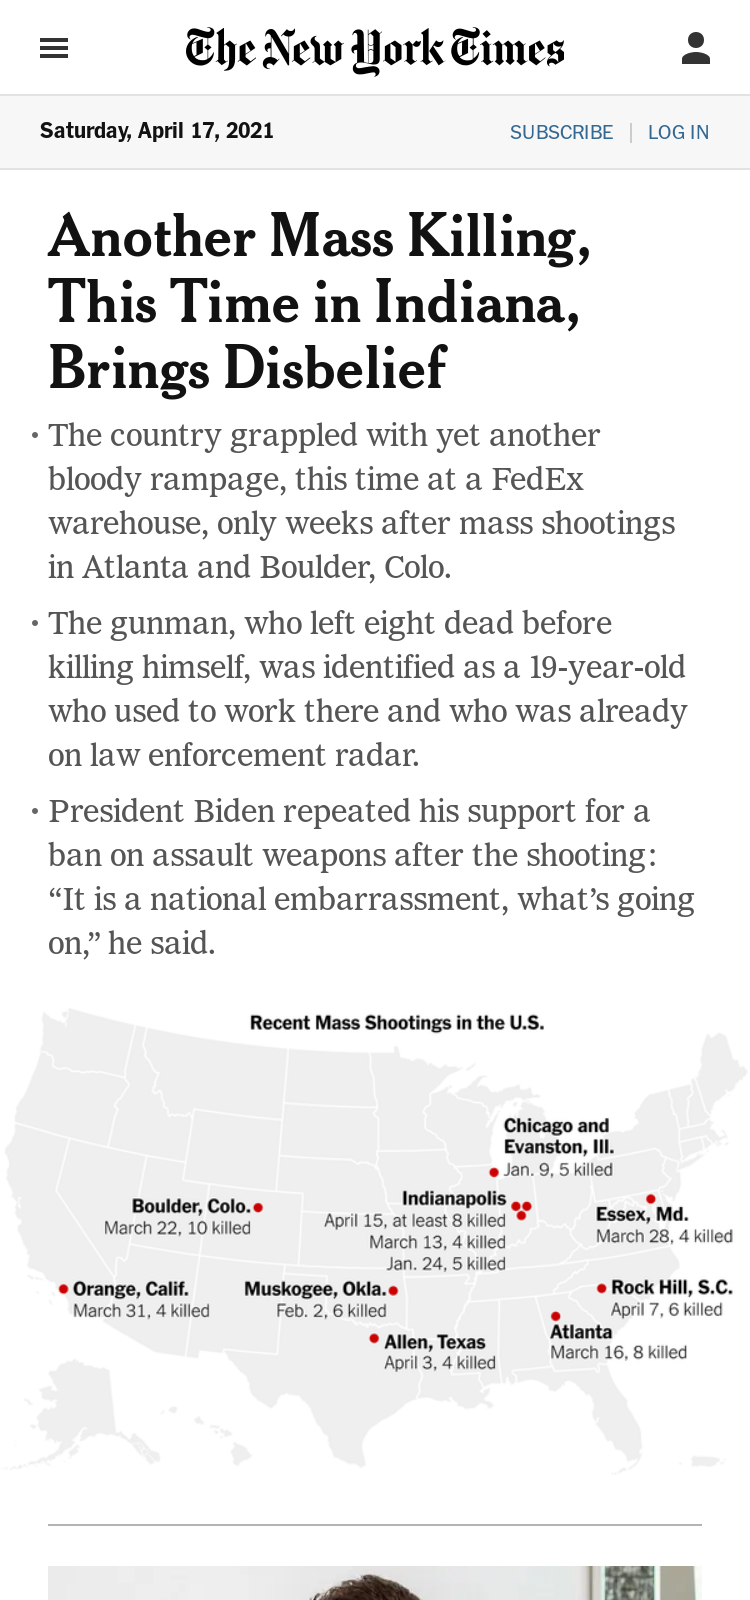 The New York Times
Saturday, April 17, 2021
SUBSCRIBE | LOG IN
Another Mass Killing,
This Time in Indiana,
Brings Disbelief
• The country grappled with yet another
bloody rampage, this time at a FedEx
warehouse, only weeks after mass shootings
in Atlanta and Boulder, Colo.
• The gunman, who left eight dead before
killing himself, was identified as a 19-year-old
who used to work there and who was already
on law enforcement radar.
• President Biden repeated his support for a
ban on assault weapons after the shooting:
“It is a national embarrassment, what’s going
on,” he said.
Recent Mass Shootings in the U.S.
Chicago and
Evanston, Ill.
Jan. 9, 5 killed
Indianapolis
April 15, at least 8 killed
March 13, 4 killed
Jan. 24, 5 killed
Boulder, Colo.
March 22, 10 killed
Essex, Md.
March 28, 4 killed
Orange, Calif.
March 31, 4 killed
Muskogee, Okla.
Feb. 2, 6 killed
Rock Hill, S.C.
April 7, 6 killed
Allen, Texas
April 3, 4 killed
Atlanta
March 16, 8 killed